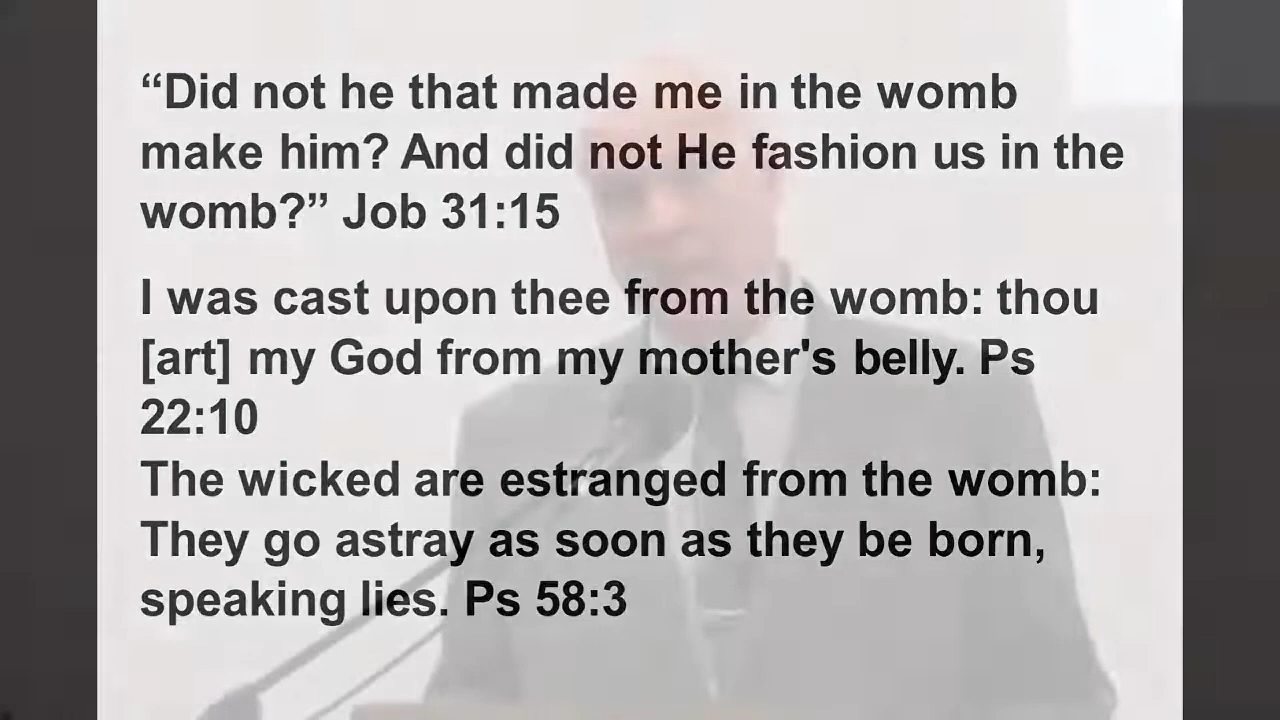 “Did not he that made me in the womb
make him? And did not He fashion us in the
womb?” Job 31:15
I was cast upon thee from the womb: thou
[art] my God from my mother's belly. Ps
22:10
The wicked are estranged from the womb:
They go astray as soon as they be born,
speaking lies. Ps 58:3